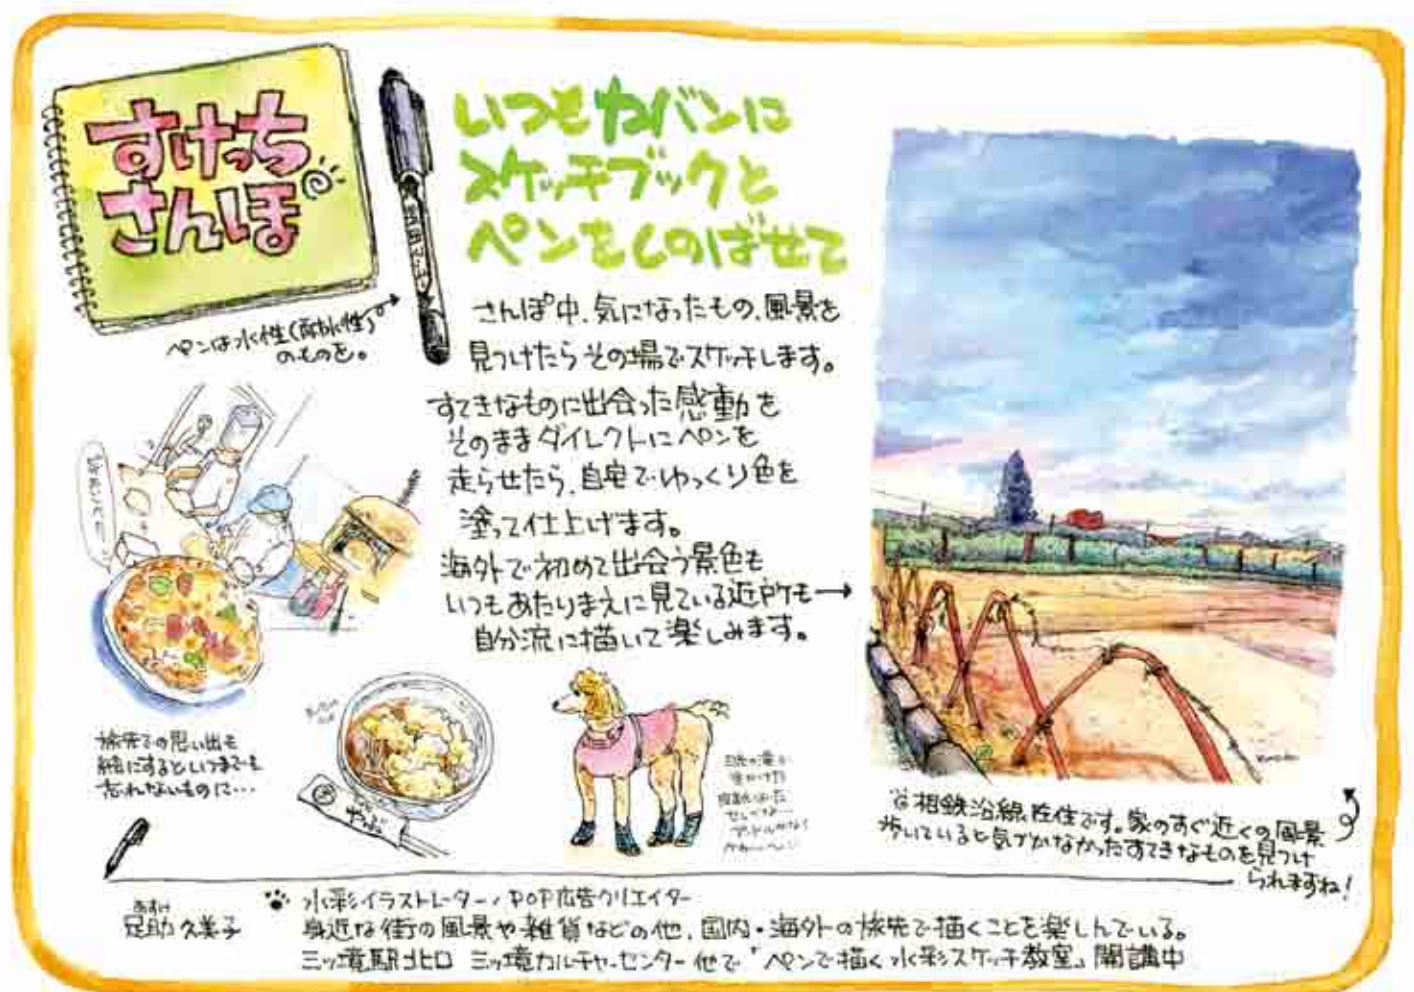 すけっち
さんぽ
ペンは水性(耐水性)
のものを。
いつもカバンに
スケッチブックと
ペンをしのばせて
さんぽ中、気になったもの、風景を
見つけたらその場でスケッチします。
すてきなものに出会った感動を
そのままダイレクトにペンを
走らせたら、自宅でゆっくり色を
塗って仕上げます。
海外で初めて出合う景色も
いつもあたりまえに見ている近所も→
自分流に描いて楽しみます。
旅先での思い出も
絵にするといつまでも
忘れないものに…
相鉄沿線在住です。家のすぐ近くの風景
歩いていると気づかなかったすてきなものを見つけ
られますね!
あすけ
足助 久美子
水彩イラストレーター、POP広告クリエイター
身近な街の風景や雑貨などの他、国内・海外の旅先で描くことを楽しんでいる。
三ツ境駅北口 三ツ境カルチャーセンター他で「ペンで描く水彩スケッチ教室」開講中